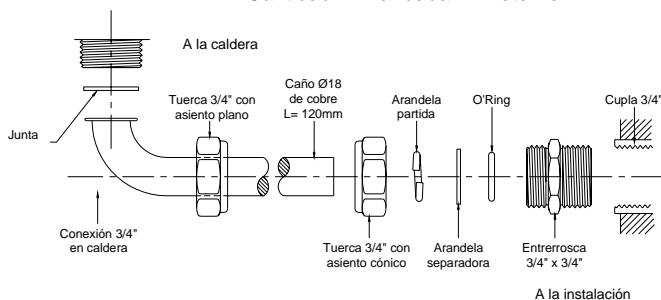 A la caldera
Junta
Tuerca 3/4" con
asiento plano
Caño Ø18
de cobre
L= 120mm
Arandela
partida
O'Ring
Cupla 3/4"
Conexión 3/4"
en caldera
Tuerca 3/4" con
asiento cónico
Arandela
separadora
Entrerrosca
3/4" x 3/4"
A la instalación